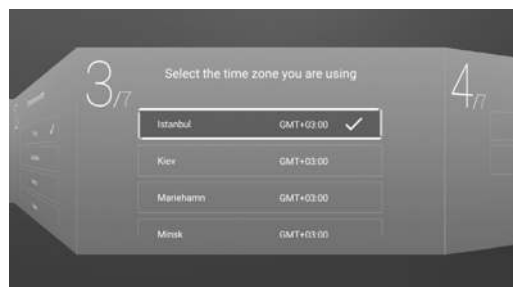 3/7
Select the time zone you are using
4/7
Istanbul GMT+03:00
Kiev GMT+03:00
Mariehamn GMT+03:00
Minsk GMT+03:00